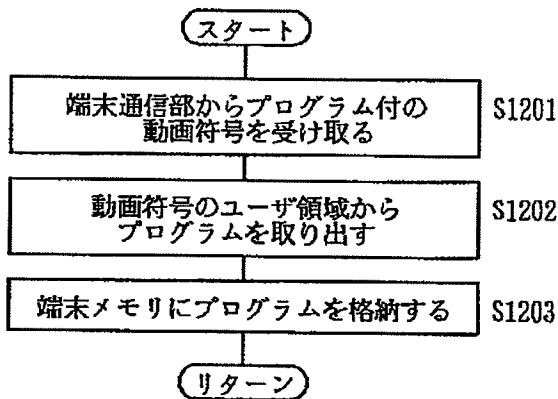 スタート
端末通信部からプログラム付の
動画符号を受け取る
S1201
動画符号のユーザ領域から
プログラムを取り出す
S1202
端末メモリにプログラムを格納する
S1203
リターン